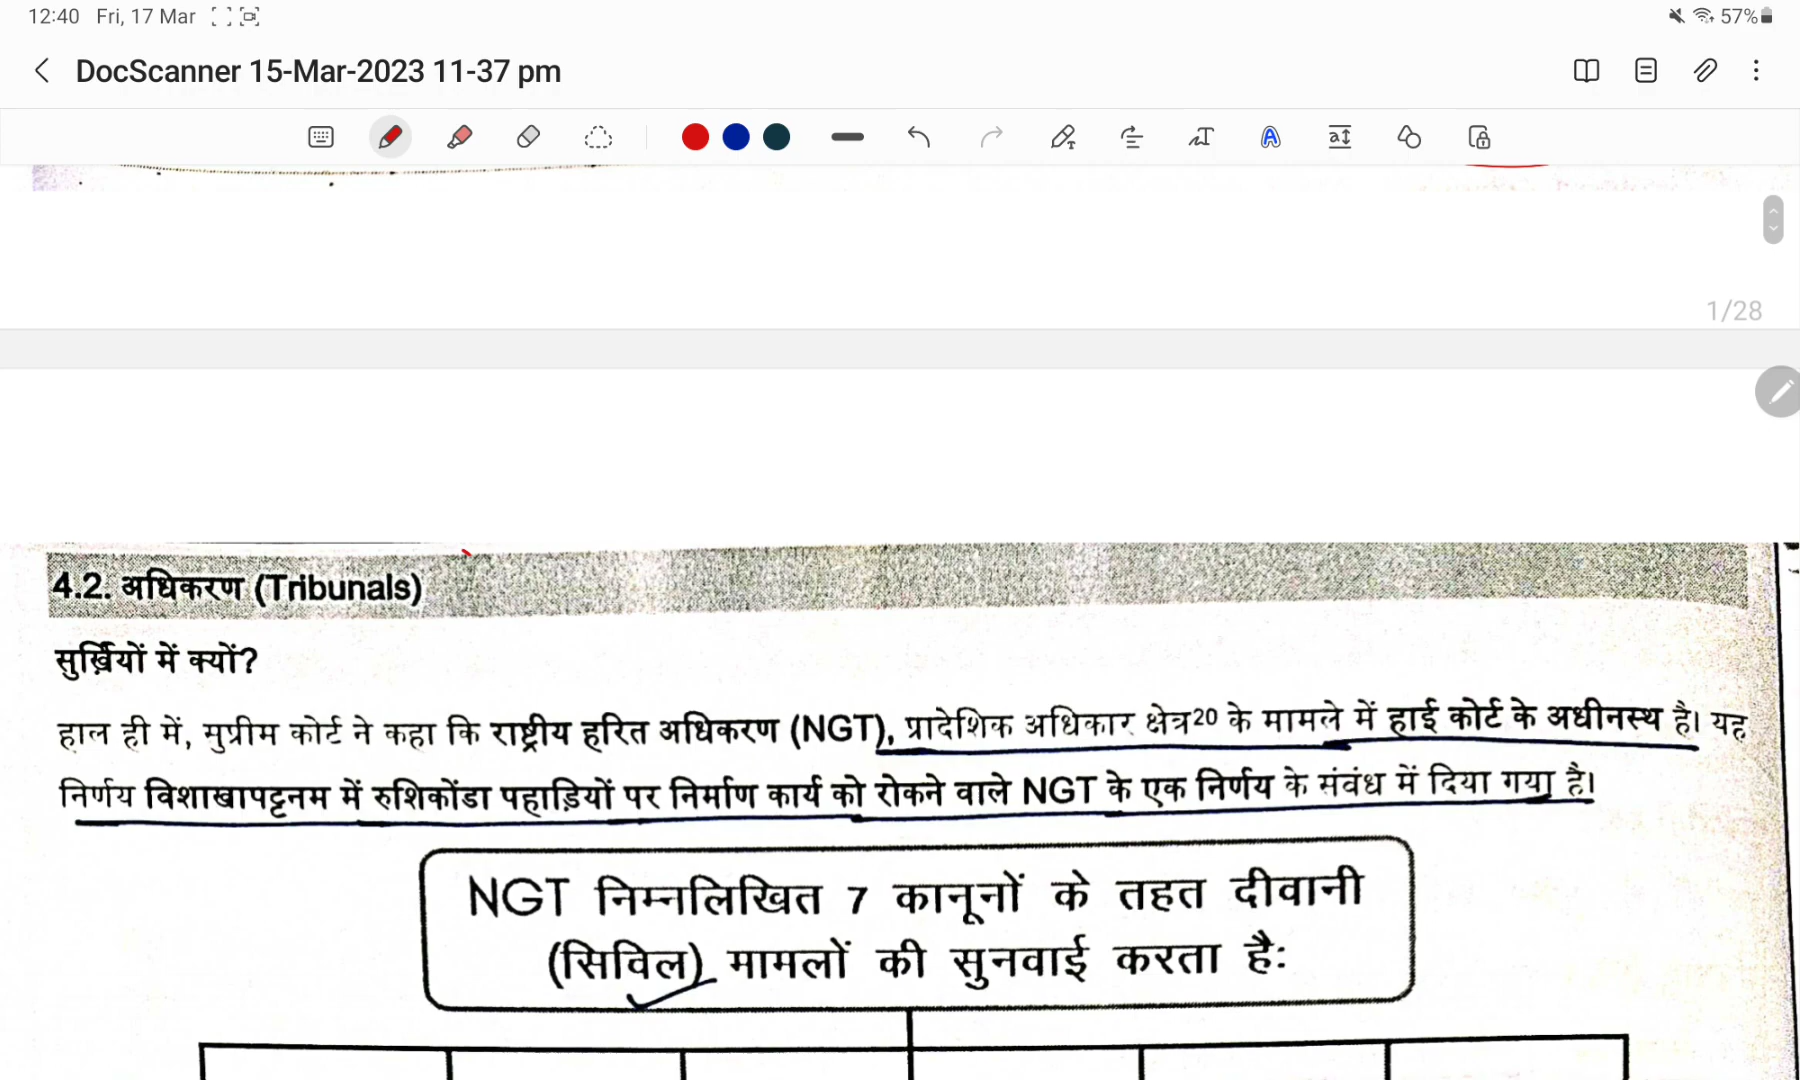 12:40 Fri, 17 Mar
57%
DocScanner 15-Mar-2023 11-37 pm
1/28
4.2. अधिकरण (Tribunals)
सुर्ख़ियों में क्यों?
हाल ही में, सुप्रीम कोर्ट ने कहा कि राष्ट्रीय हरित अधिकरण (NGT), प्रादेशिक अधिकार क्षेत्र20 के मामले में हाई कोर्ट के अधीनस्थ है। यह
निर्णय विशाखापट्टनम में रुशिकोंडा पहाड़ियों पर निर्माण कार्य को रोकने वाले NGT के एक निर्णय के संबंध में दिया गया है।
NGT निम्नलिखित 7 कानूनों के तहत दीवानी
(सिविल) मामलों की सुनवाई करता है: